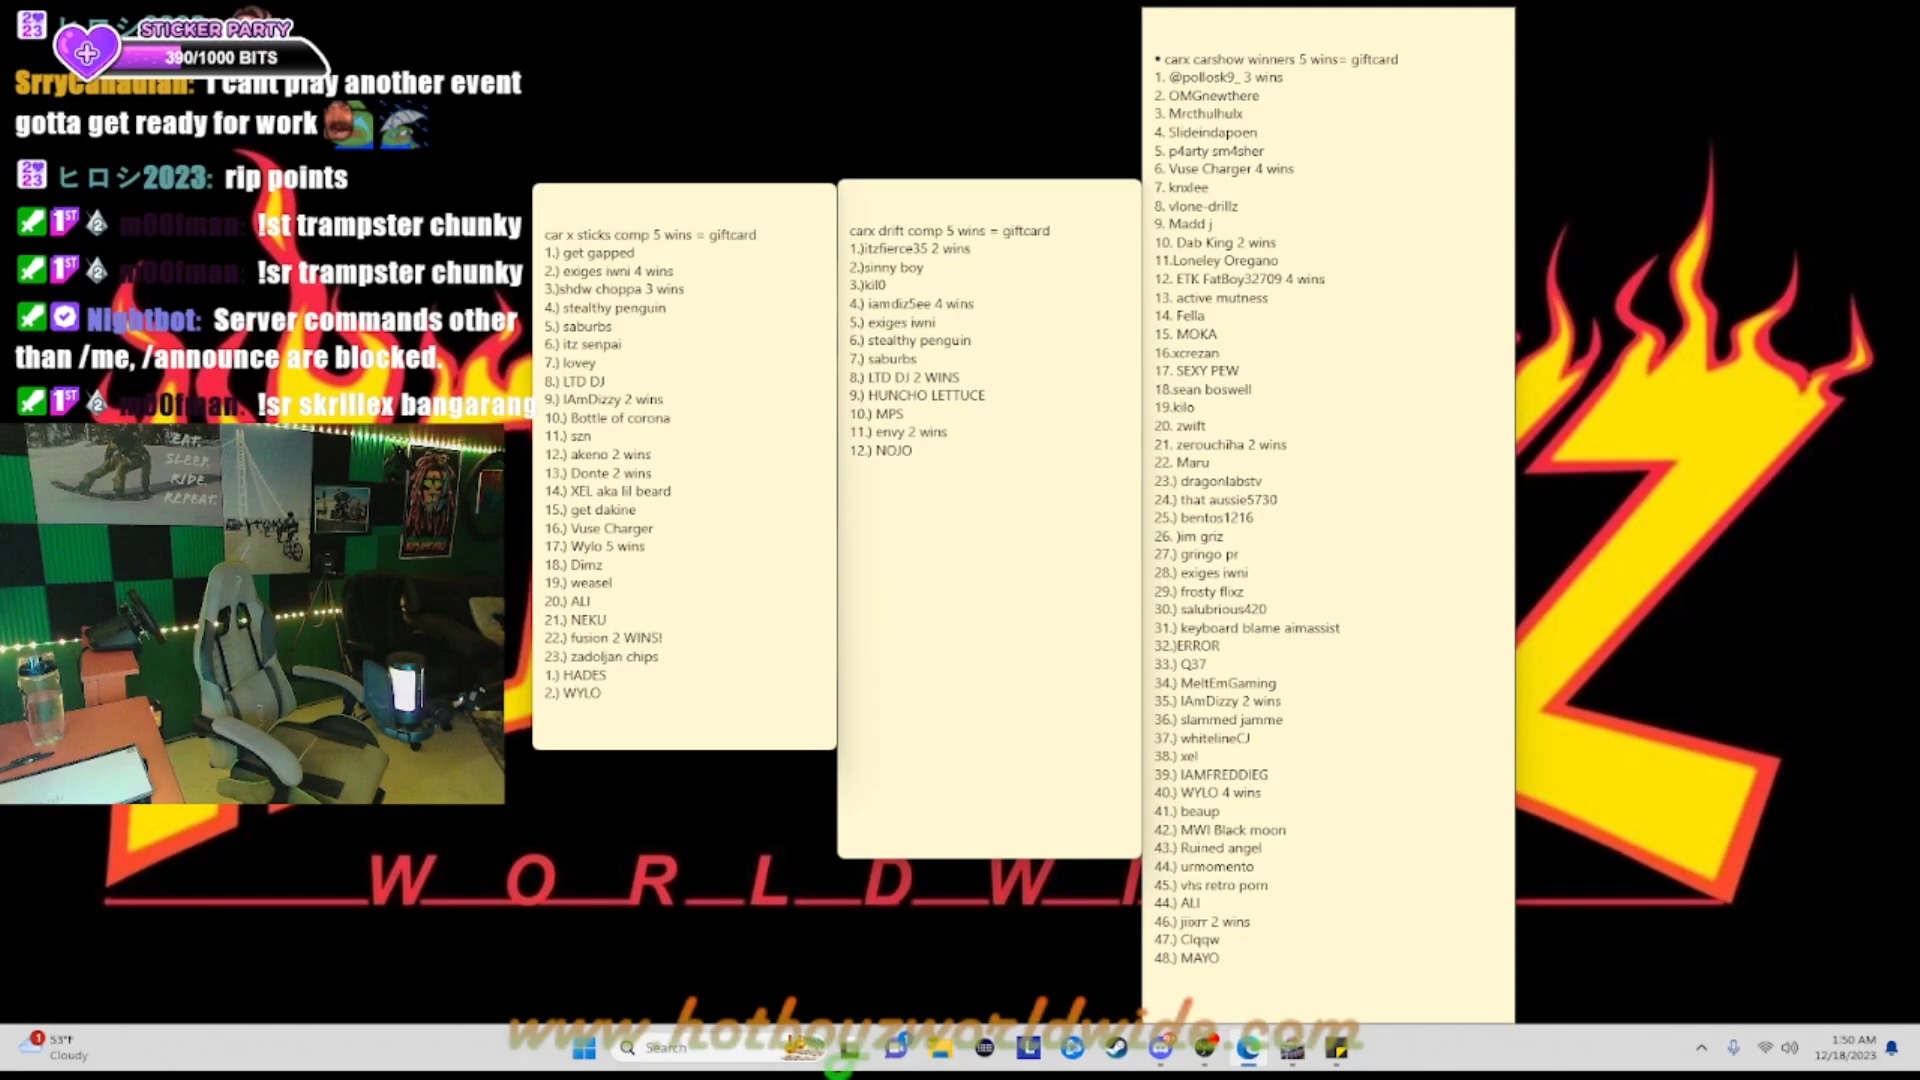 STICKER PARTY
390/1000 BITS
SrryCanadian: I cant play another event
gotta get ready for work
ヒロシ2023: rip points
m00fman: !st trampster chunky
m00fman: !sr trampster chunky
Nightbot: Server commands other
than /me, /announce are blocked.
m00fman: !sr skrillex bangarang
EAT.
SLEEP.
RIDE.
REPEAT.
car x sticks comp 5 wins = giftcard
1.) get gapped
2.) exiges iwni 4 wins
3.)shdw choppa 3 wins
4.) stealthy penguin
5.) saburbs
6.) itz senpai
7.) lovey
8.) LTD DJ
9.) IAmDizzy 2 wins
10.) Bottle of corona
11.) szn
12.) akeno 2 wins
13.) Donte 2 wins
14.) XEL aka lil beard
15.) get dakine
16.) Vuse Charger
17.) Wylo 5 wins
18.) Dimz
19.) weasel
20.) ALI
21.) NEKU
22.) fusion 2 WINS!
23.) zadoljan chips
1.) HADES
2.) WYLO
carx drift comp 5 wins = giftcard
1.)itzfierce35 2 wins
2.)sinny boy
3.)kil0
4.) iamdiz5ee 4 wins
5.) exiges iwni
6.) stealthy penguin
7.) saburbs
8.) LTD DJ 2 WINS
9.) HUNCHO LETTUCE
10.) MPS
11.) envy 2 wins
12.) NOJO
• carx carshow winners 5 wins= giftcard
1. @pollosk9_ 3 wins
2. OMGnewthere
3. Mrcthulhulx
4. Slideindapoen
5. p4arty sm4sher
6. Vuse Charger 4 wins
7. knxlee
8. vlone-drillz
9. Madd j
10. Dab King 2 wins
11.Loneley Oregano
12. ETK FatBoy32709 4 wins
13. active mutness
14. Fella
15. MOKA
16.xcrezan
17. SEXY PEW
18.sean boswell
19.kilo
20. zwift
21. zerouchiha 2 wins
22. Maru
23.) dragonlabstv
24.) that aussie5730
25.) bentos1216
26. )im griz
27.) gringo pr
28.) exiges iwni
29.) frosty flixz
30.) salubrious420
31.) keyboard blame aimassist
32.)ERROR
33.) Q37
34.) MeltEmGaming
35.) IAmDizzy 2 wins
36.) slammed jamme
37.) whitelineCJ
38.) xel
39.) IAMFREDDIEG
40.) WYLO 4 wins
41.) beaup
42.) MWI Black moon
43.) Ruined angel
44.) urmomento
45.) vhs retro porn
44.) ALI
46.) jiixrr 2 wins
47.) Clqqw
48.) MAYO
Z
WORLDWI
www.hotboyzworldwide.com
1
53°F
Cloudy
Search
1:50 AM
12/18/2023